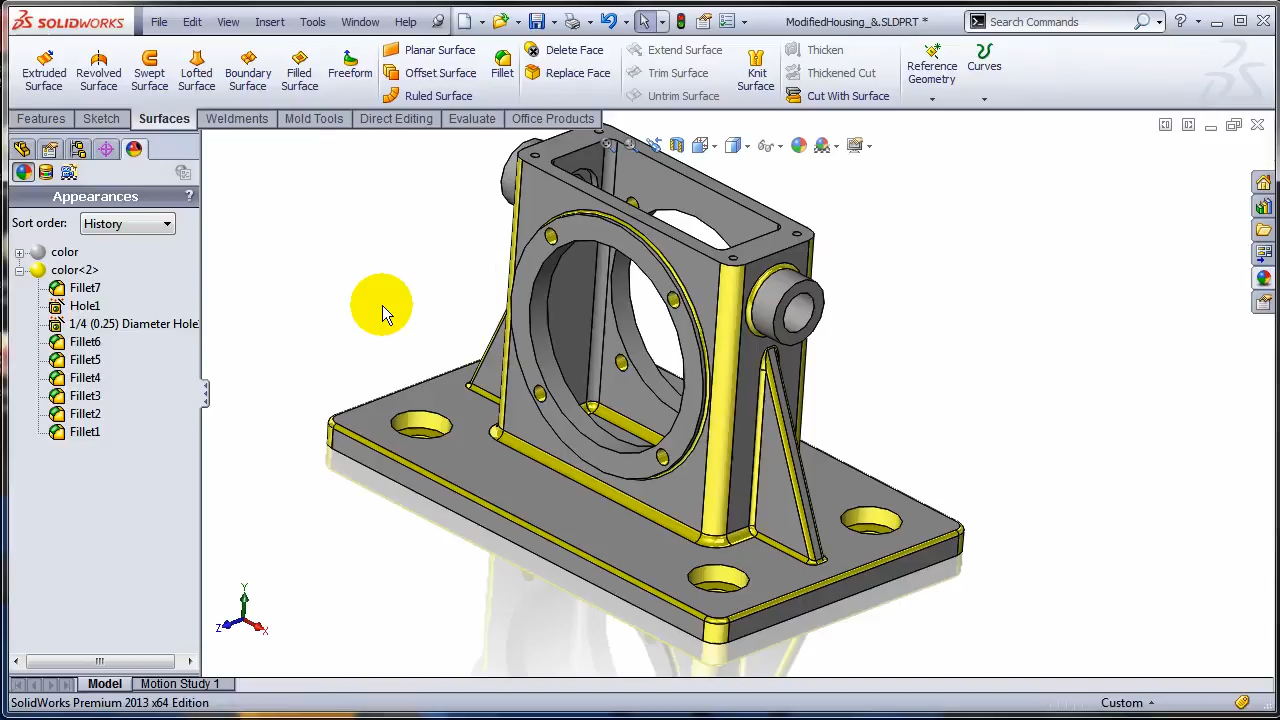 SOLIDWORKS File Edit View Insert Tools Window Help ModifiedHousing_&.SLDPRT * Search Commands
Extruded Surface
Revolved Surface
Swept Surface
Lofted Surface
Boundary Surface
Filled Surface
Freeform
Planar Surface
Offset Surface
Ruled Surface
Fillet
Delete Face
Replace Face
Extend Surface
Trim Surface
Untrim Surface
Knit Surface
Thicken
Thickened Cut
Cut With Surface
Reference Geometry
Curves
Features Sketch Surfaces Weldments Mold Tools Direct Editing Evaluate Office Products
Appearances ?
Sort order: History
color
color<2>
Fillet7
Hole1
1/4 (0.25) Diameter Hole
Fillet6
Fillet5
Fillet4
Fillet3
Fillet2
Fillet1
Y
Z X
Model Motion Study 1
SolidWorks Premium 2013 x64 Edition Custom